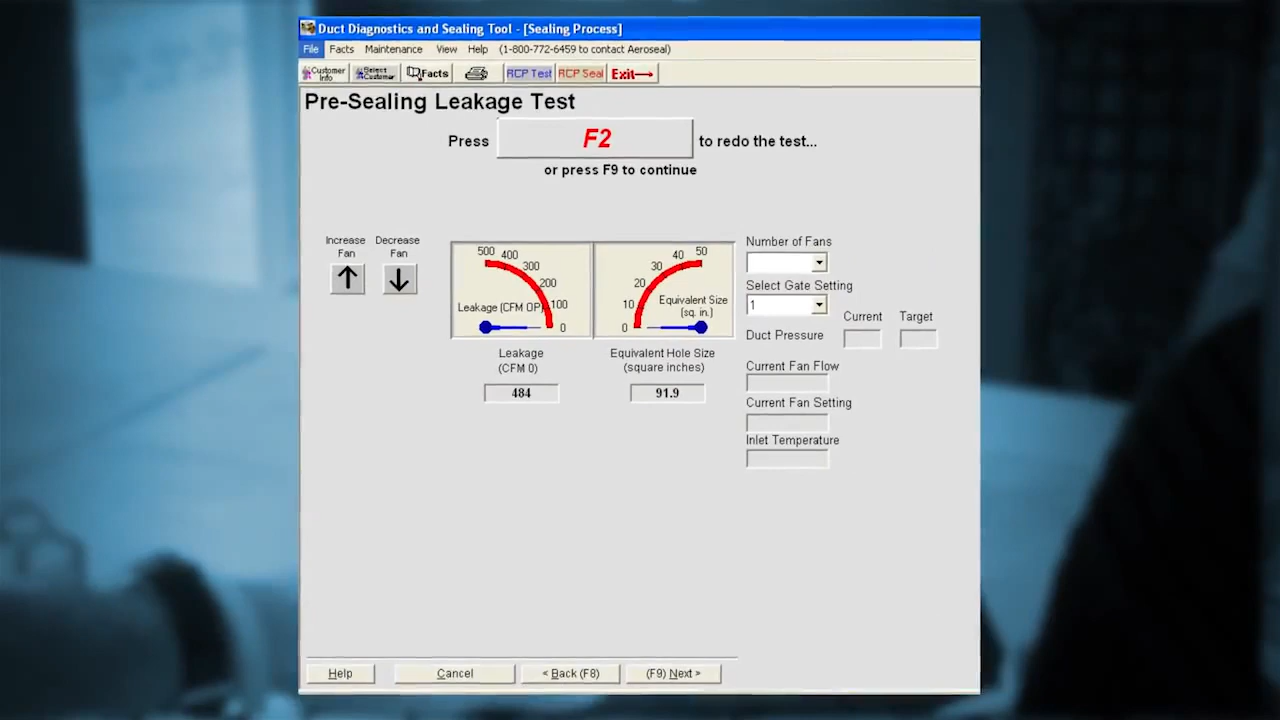 Duct Diagnostics and Sealing Tool - [Sealing Process]
File Facts Maintenance View Help (1-800-772-6459 to contact Aeroseal)
Customer Info Select Customer Facts RCP Test RCP Seal Exit
Pre-Sealing Leakage Test
Press F2 to redo the test...
or press F9 to continue
Increase Fan
Decrease Fan
500 400 300 200 100 0
Leakage (CFM OP)
0 10 20 30 40 50
Equivalent Size (sq. in.)
Leakage
(CFM 0)
484
Equivalent Hole Size
(square inches)
91.9
Number of Fans
Select Gate Setting
1
Current Target
Duct Pressure
Current Fan Flow
Current Fan Setting
Inlet Temperature
Help Cancel < Back (F8) (F9) Next >